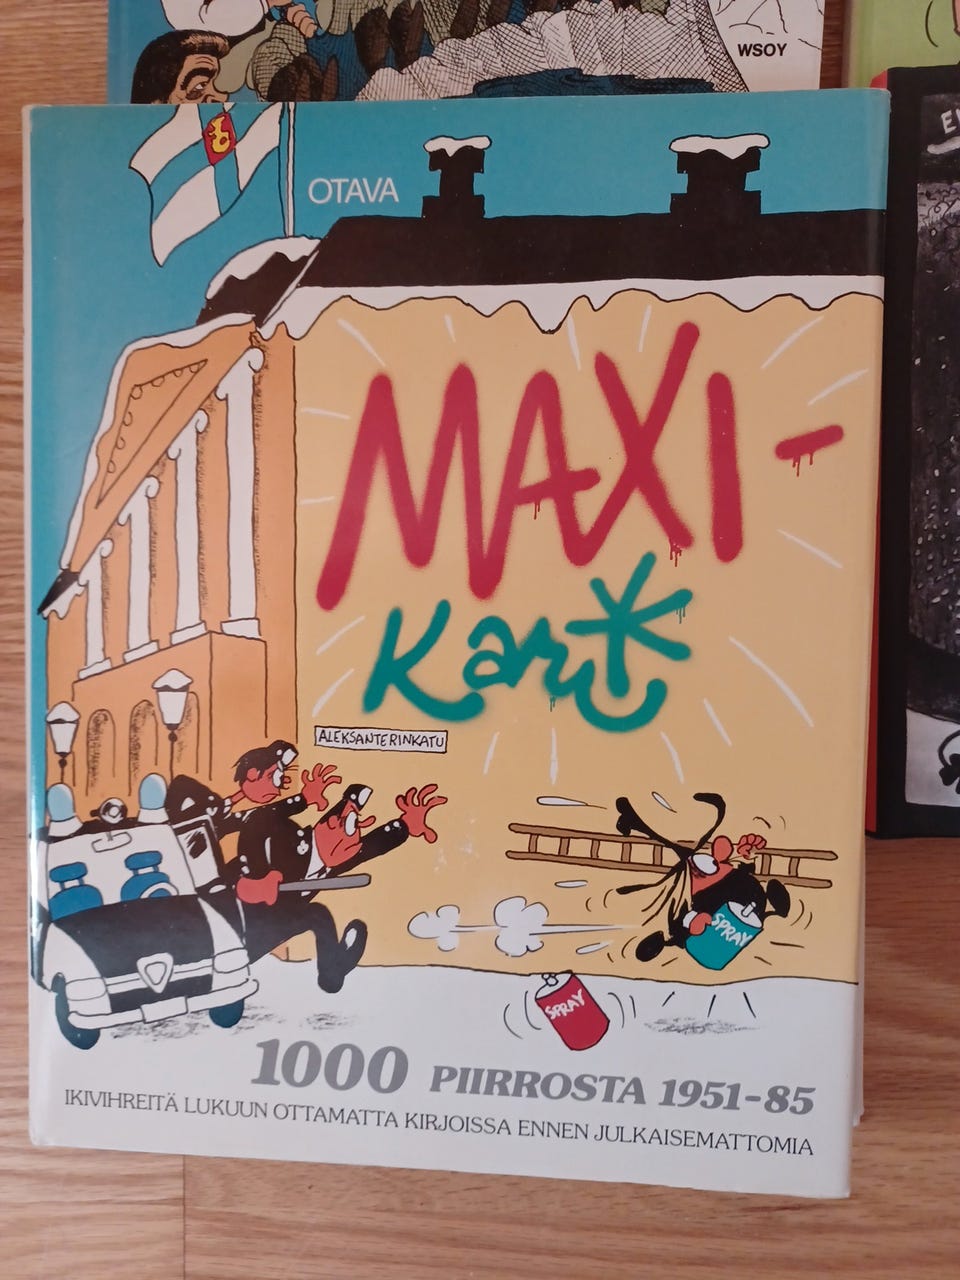 WSOY
OTAVA
MAXI-
Kari
ALEKSANTERINKATU
SPRAY
SPRAY
1000 PIIRROSTA 1951-85
IKIVIHREITÄ LUKUUN OTTAMATTA KIRJOISSA ENNEN JULKAISEMATTOMIA